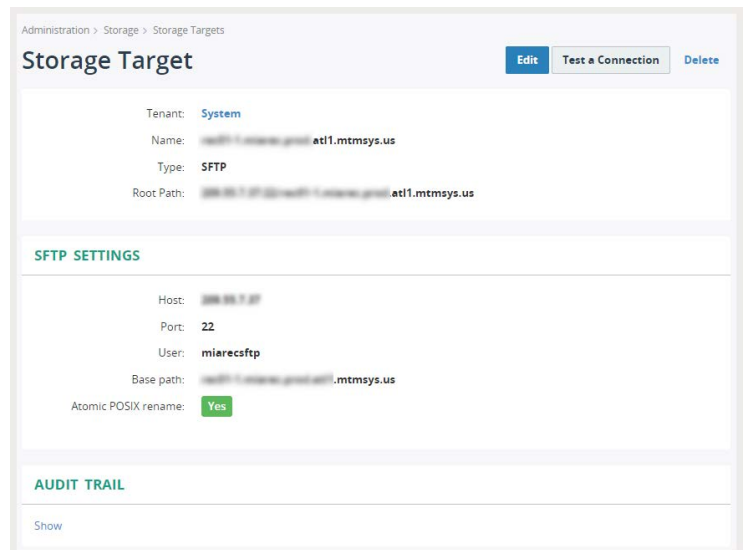 Administration > Storage > Storage Targets
Storage Target
Edit Test a Connection Delete
Tenant: System
Name: atl1.mtmsys.us
Type: SFTP
Root Path: .atl1.mtmsys.us
SFTP SETTINGS
Host:
Port: 22
User: miarecsftp
Base path: .mtmsys.us
Atomic POSIX rename: Yes
AUDIT TRAIL
Show